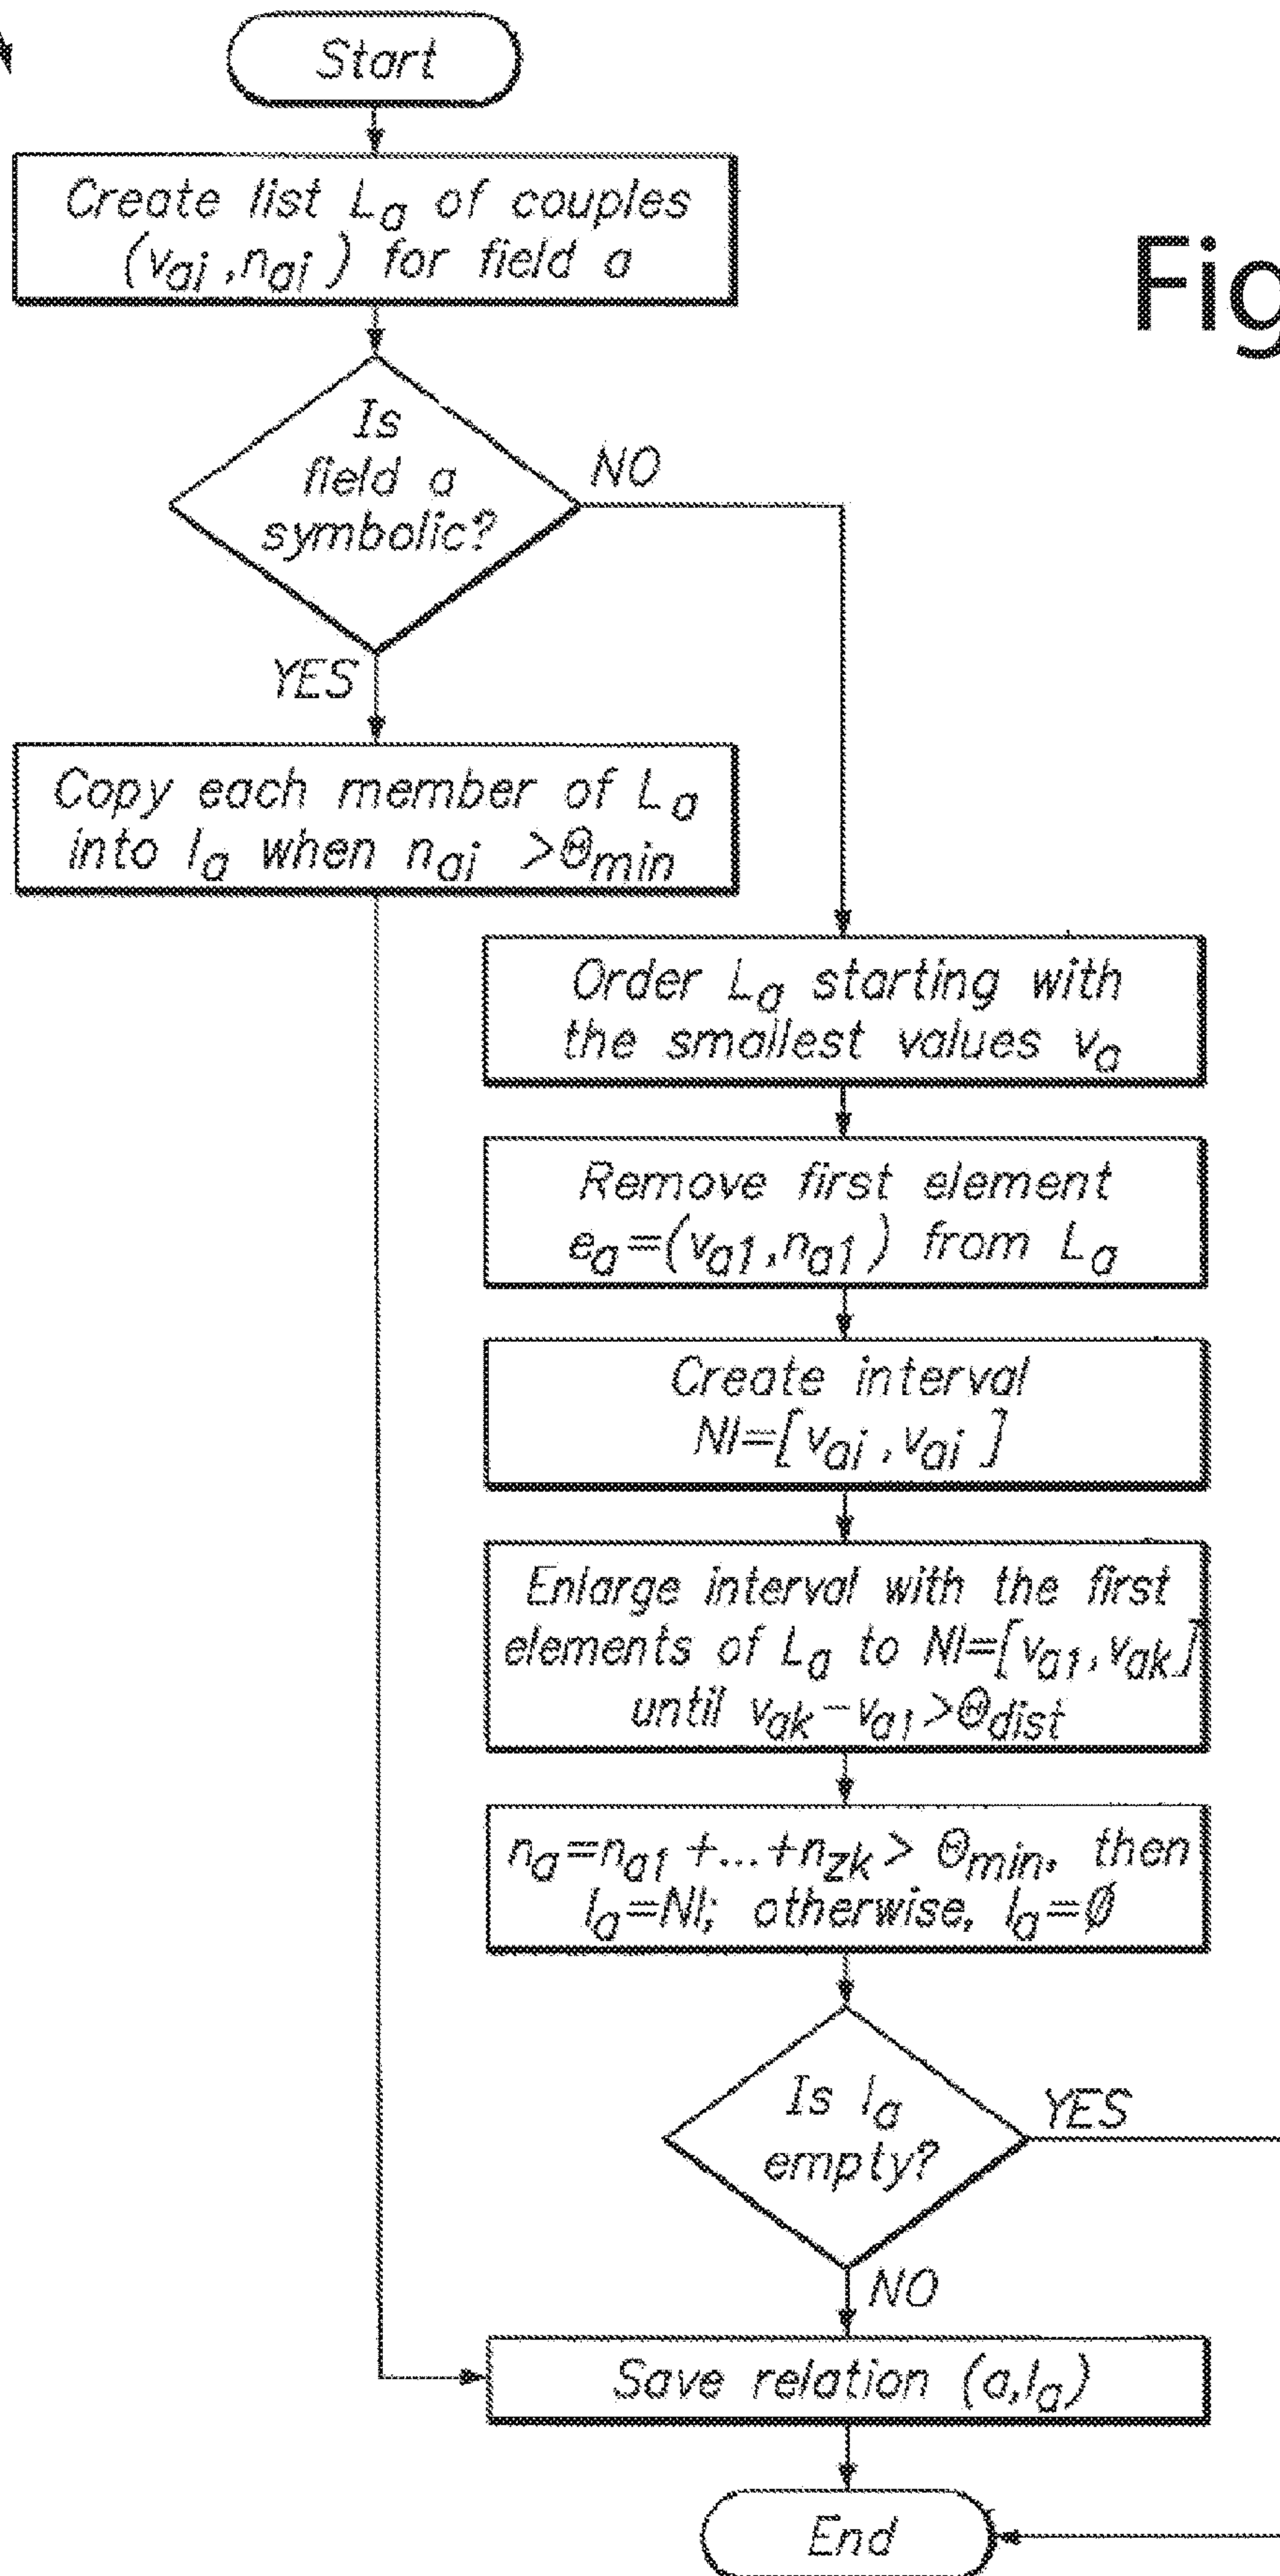 Start
Create list La of couples
(vai ,nai ) for field a
Fig
Is
field a
symbolic?
NO
YES
Copy each member of La
into Ia when nai >Θmin
Order La starting with
the smallest values va
Remove first element
ea=(va1,na1) from La
Create interval
NI=[vai ,vai ]
Enlarge interval with the first
elements of La to NI=[va1,vak]
until vak-va1>Θdist
na=na1 +...+nzk> Θmin, then
Ia=NI; otherwise, Ia=Ø
Is Ia
empty?
YES
NO
Save relation (a,Ia)
End